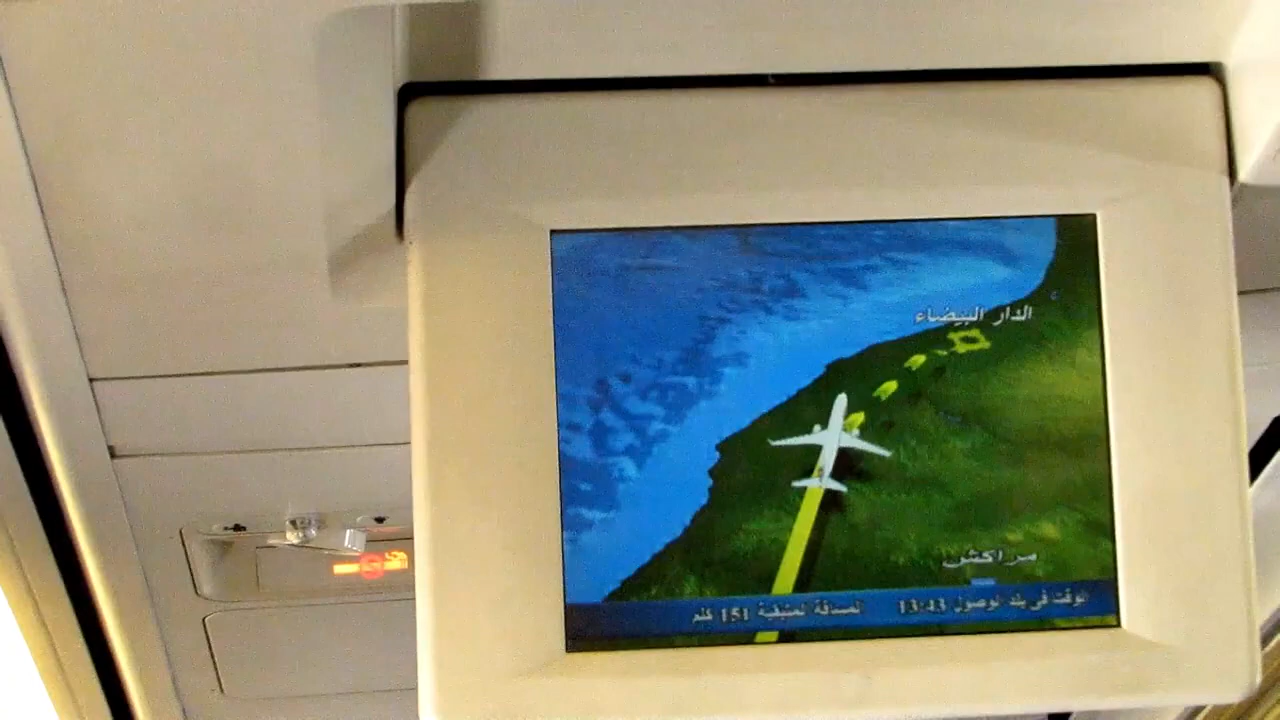 الدار البيضاء
مراكش
الوقت في بلد الوصول 13:43 المسافة المتبقية 151 كلم